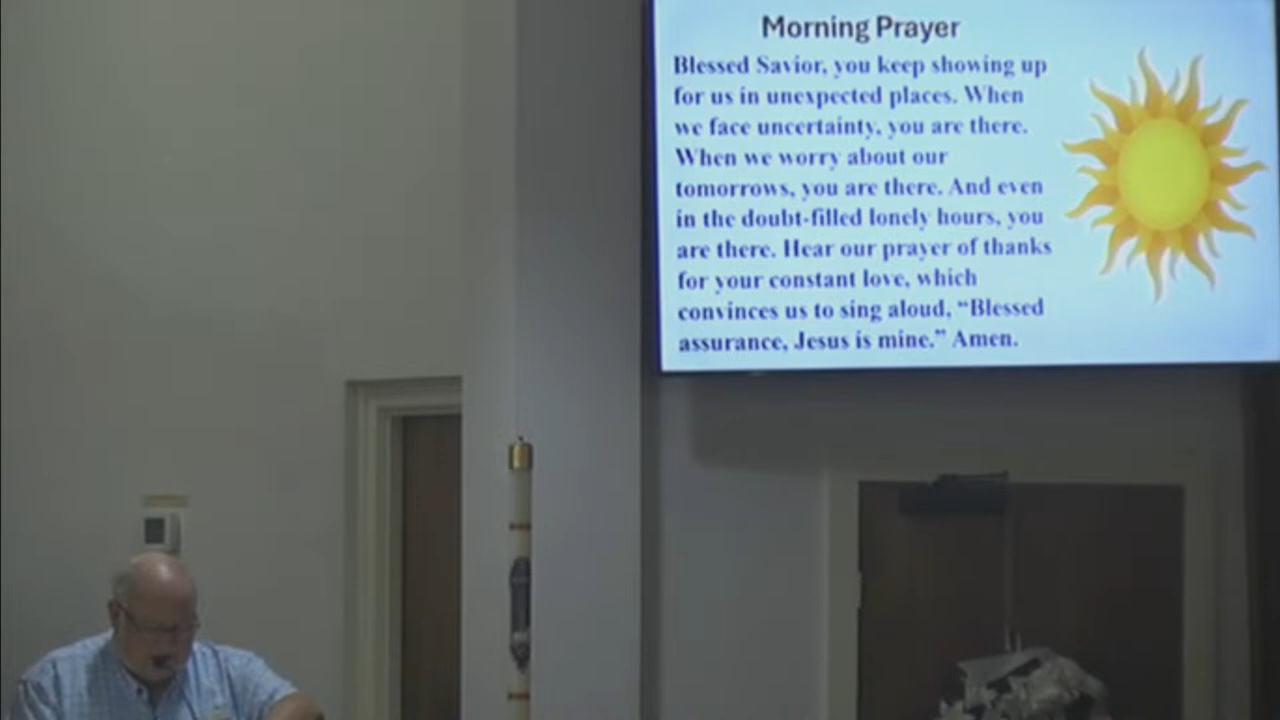 Morning Prayer
Blessed Savior, you keep showing up
for us in unexpected places. When
we face uncertainty, you are there.
When we worry about our
tomorrows, you are there. And even
in the doubt-filled lonely hours, you
are there. Hear our prayer of thanks
for your constant love, which
convinces us to sing aloud, “Blessed
assurance, Jesus is mine.” Amen.